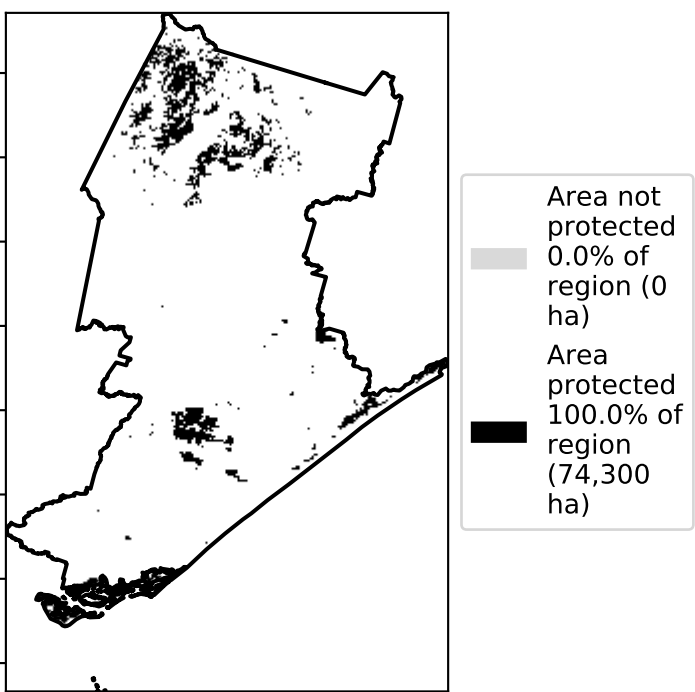 Area not
protected
0.0% of
region (0
ha)
Area
protected
100.0% of
region
(74,300
ha)